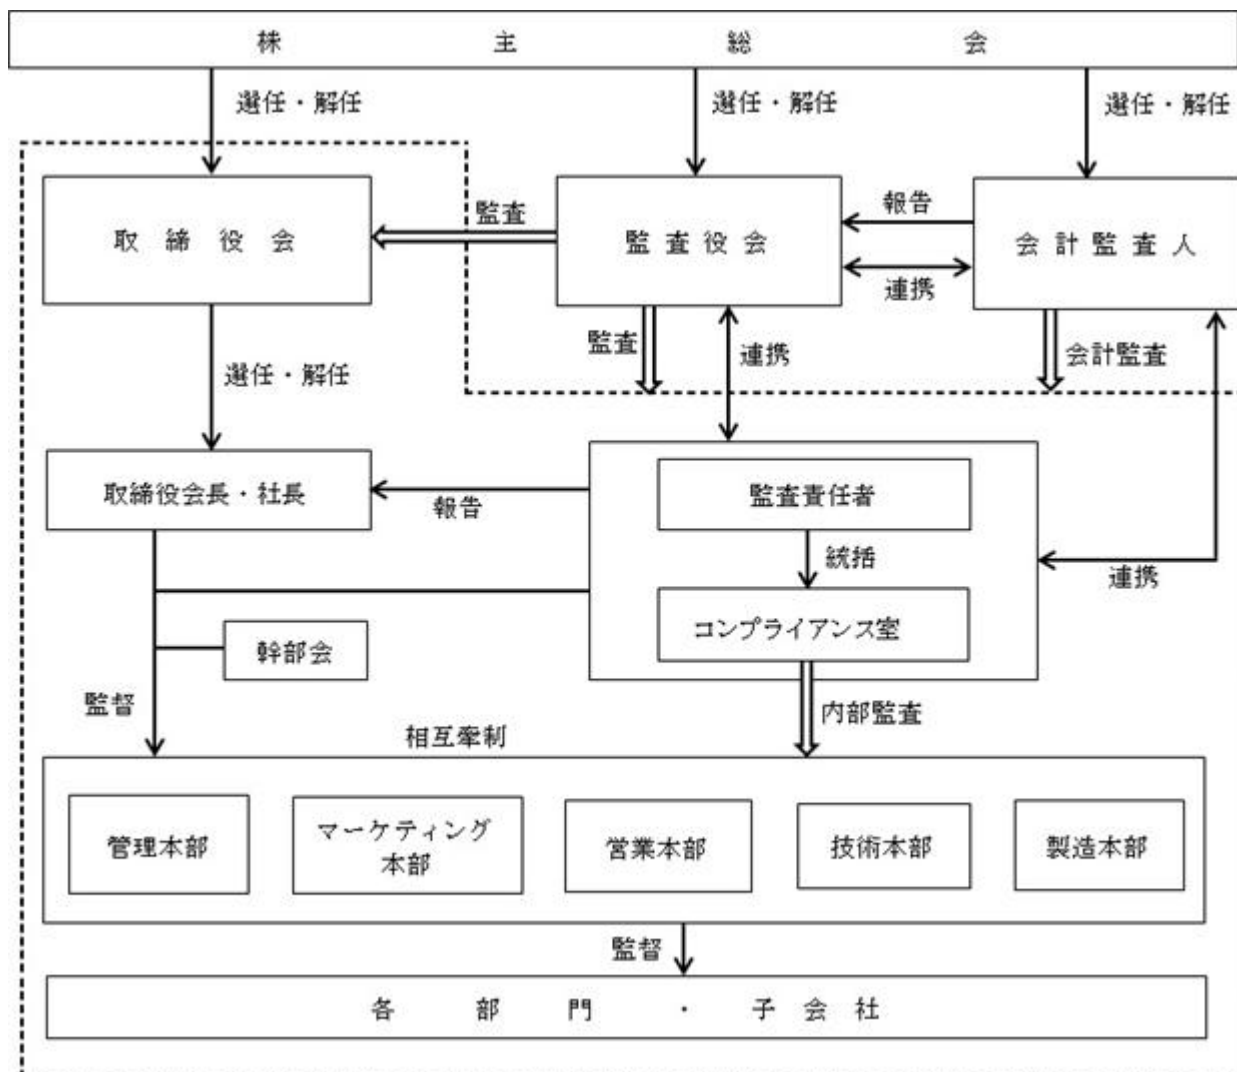 株主総会
選任・解任
選任・解任
選任・解任
取締役会
監査
監査役会
報告
連携
会計監査人
選任・解任
監査
連携
会計監査
取締役会長・社長
報告
監査責任者
統括
コンプライアンス室
連携
幹部会
監督
相互牽制
内部監査
管理本部
マーケティング
本部
営業本部
技術本部
製造本部
監督
各部門・子会社